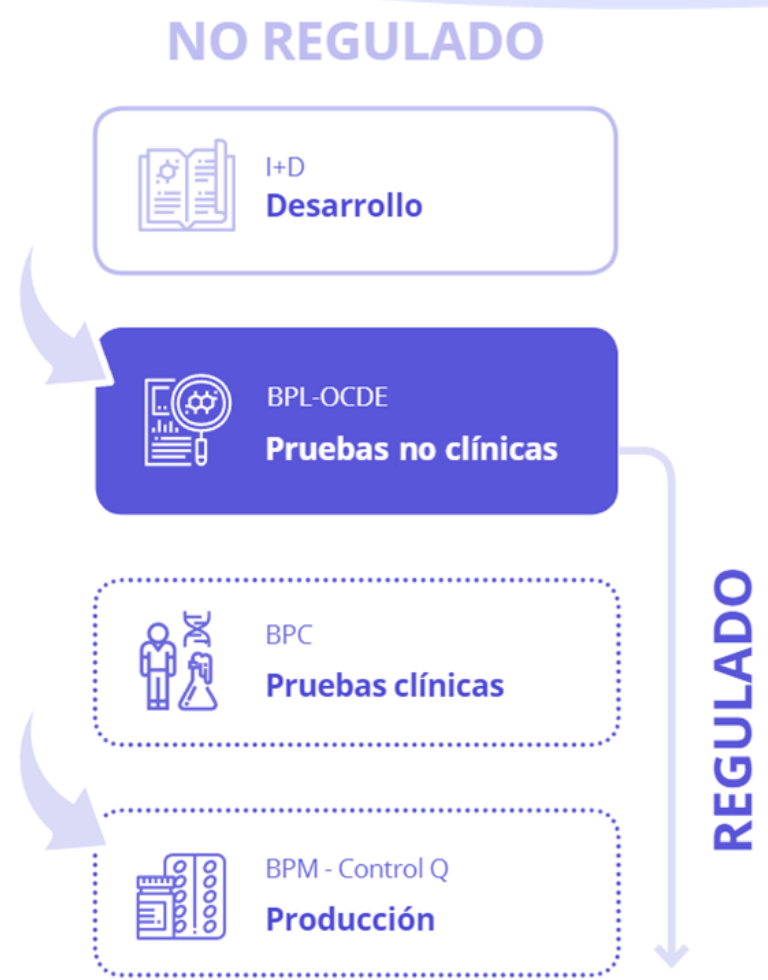 NO REGULADO
I+D
Desarrollo
BPL-OCDE
Pruebas no clínicas
BPC
Pruebas clínicas
BPM - Control Q
Producción
REGULADO